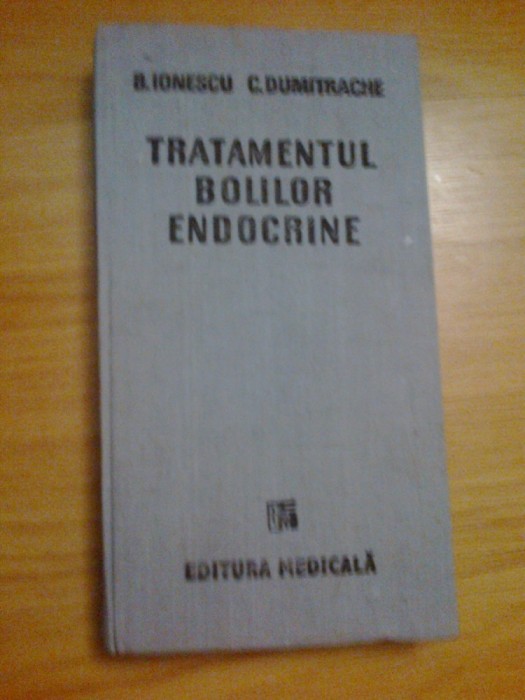 B. IONESCU C. DUMITRACHE
TRATAMENTUL
BOLILOR
ENDOCRINE
EDITURA MEDICALĂ